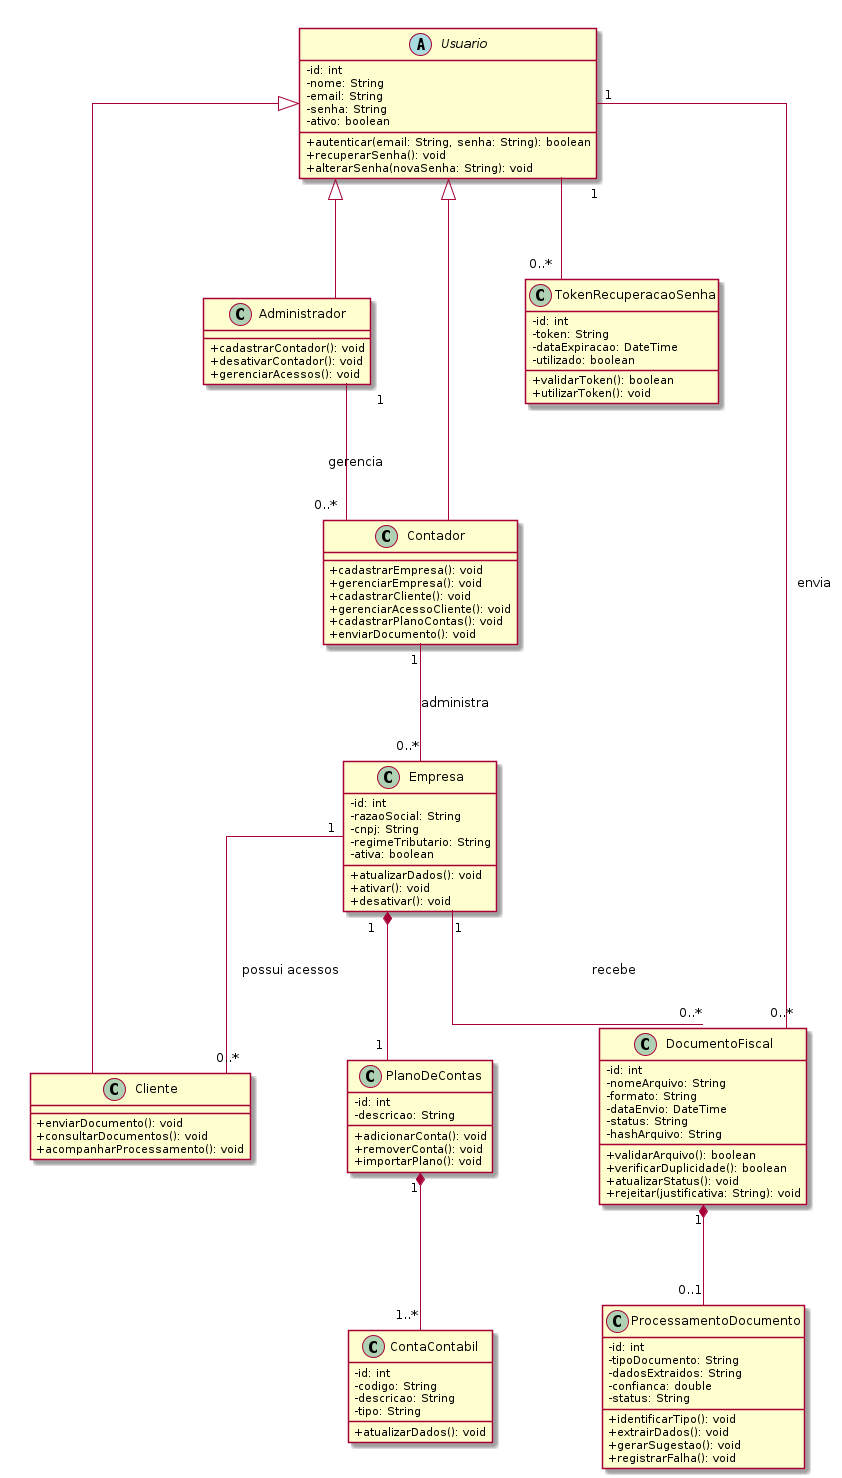 A Usuario
-id: int
-nome: String
-email: String
-senha: String
-ativo: boolean
+autenticar(email: String, senha: String): boolean
+recuperarSenha(): void
+alterarSenha(novaSenha: String): void
1
1
0..*
C TokenRecuperacaoSenha
-id: int
-token: String
-dataExpiracao: DateTime
-utilizado: boolean
+validarToken(): boolean
+utilizarToken(): void
C Administrador
+cadastrarContador(): void
+desativarContador(): void
+gerenciarAcessos(): void
1
gerencia
0..*
C Contador
+cadastrarEmpresa(): void
+gerenciarEmpresa(): void
+cadastrarCliente(): void
+gerenciarAcessoCliente(): void
+cadastrarPlanoContas(): void
+enviarDocumento(): void
envia
1
administra
0..*
C Empresa
-id: int
-razaoSocial: String
-cnpj: String
-regimeTributario: String
-ativa: boolean
+atualizarDados(): void
+ativar(): void
+desativar(): void
1
1
1
possui acessos
recebe
0..*
0..*
1
0..*
C Cliente
+enviarDocumento(): void
+consultarDocumentos(): void
+acompanharProcessamento(): void
C PlanoDeContas
-id: int
-descricao: String
+adicionarConta(): void
+removerConta(): void
+importarPlano(): void
C DocumentoFiscal
-id: int
-nomeArquivo: String
-formato: String
-dataEnvio: DateTime
-status: String
-hashArquivo: String
+validarArquivo(): boolean
+verificarDuplicidade(): boolean
+atualizarStatus(): void
+rejeitar(justificativa: String): void
1
1
0..1
1..*
C ContaContabil
-id: int
-codigo: String
-descricao: String
-tipo: String
+atualizarDados(): void
C ProcessamentoDocumento
-id: int
-tipoDocumento: String
-dadosExtraidos: String
-confianca: double
-status: String
+identificarTipo(): void
+extrairDados(): void
+gerarSugestao(): void
+registrarFalha(): void